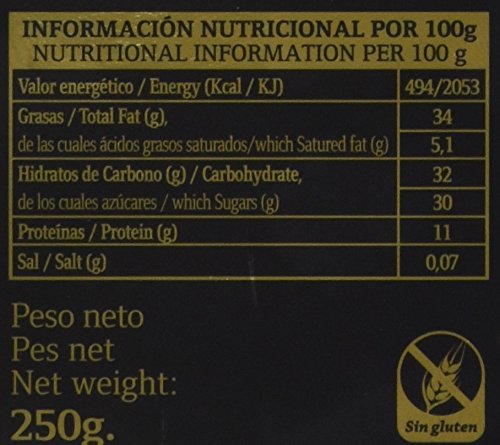 INFORMACIÓN NUTRICIONAL POR 100g
NUTRITIONAL INFORMATION PER 100 g
Valor energético / Energy (Kcal / KJ) 494/2053
Grasas / Total Fat (g), 34
de las cuales ácidos grasos saturados/which Satured fat (g) 5,1
Hidratos de Carbono (g) / Carbohydrate, 32
de los cuales azúcares / which Sugars (g) 30
Proteínas / Protein (g) 11
Sal / Salt (g) 0,07
Peso neto
Pes net
Net weight:
250g.
Sin gluten